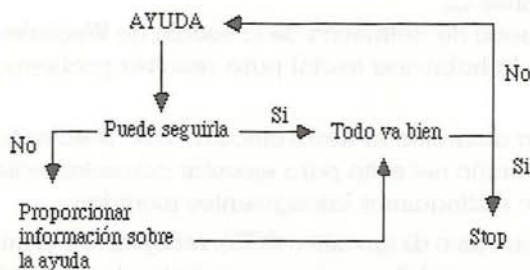 AYUDA
No
Puede seguirla
Si
Todo va bien
No
Si
Proporcionar
información sobre
la ayuda
Stop